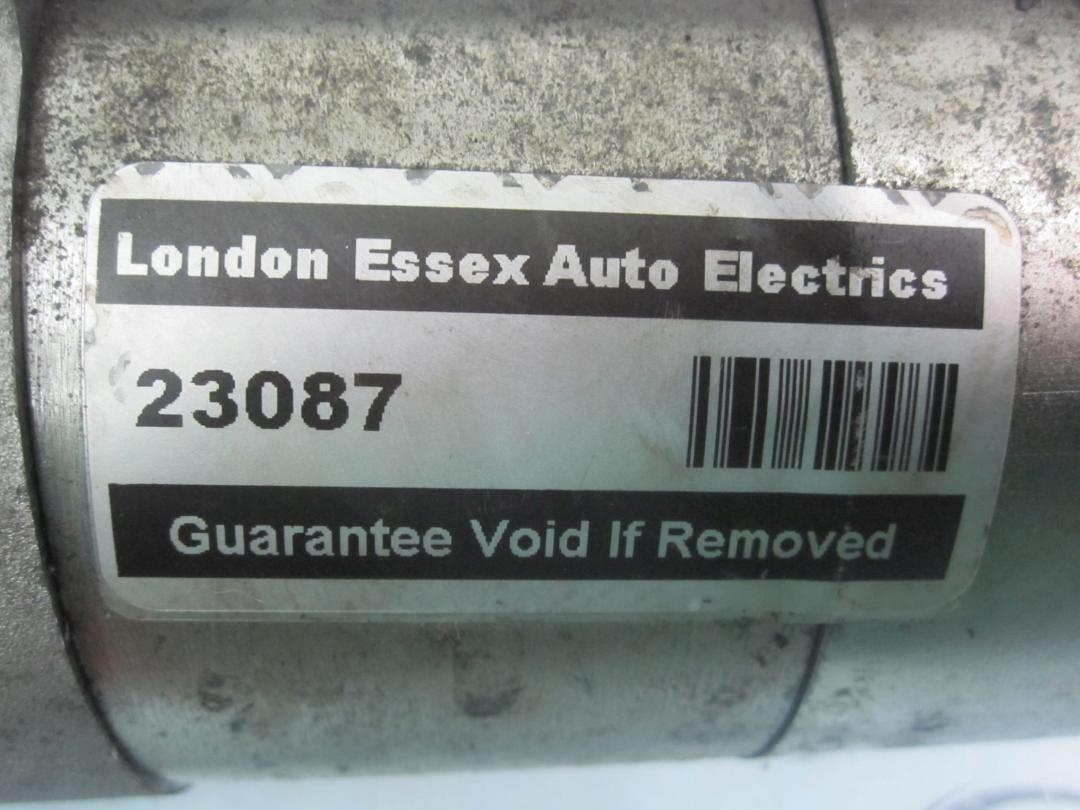 London Essex Auto Electrics
23087
Guarantee Void If Removed